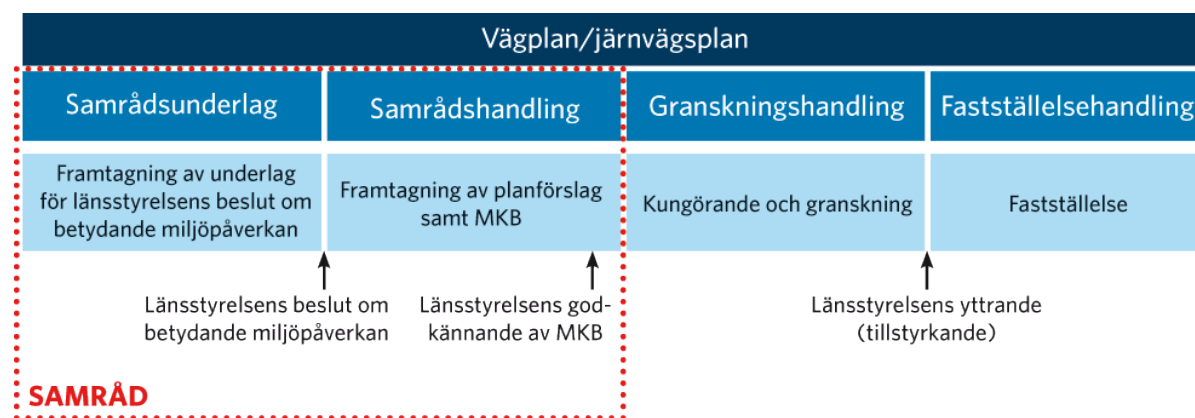 Vägplan/järnvägsplan
Samrådsunderlag
Samrådshandling
Granskningshandling
Fastställelsehandling
Framtagning av underlag
för länsstyrelsens beslut om
betydande miljöpåverkan
Framtagning av planförslag
samt MKB
Kungörande och granskning
Fastställelse
Länsstyrelsens beslut om
betydande miljöpåverkan
Länsstyrelsens god-
kännande av MKB
Länsstyrelsens yttrande
(tillstyrkande)
SAMRÅD